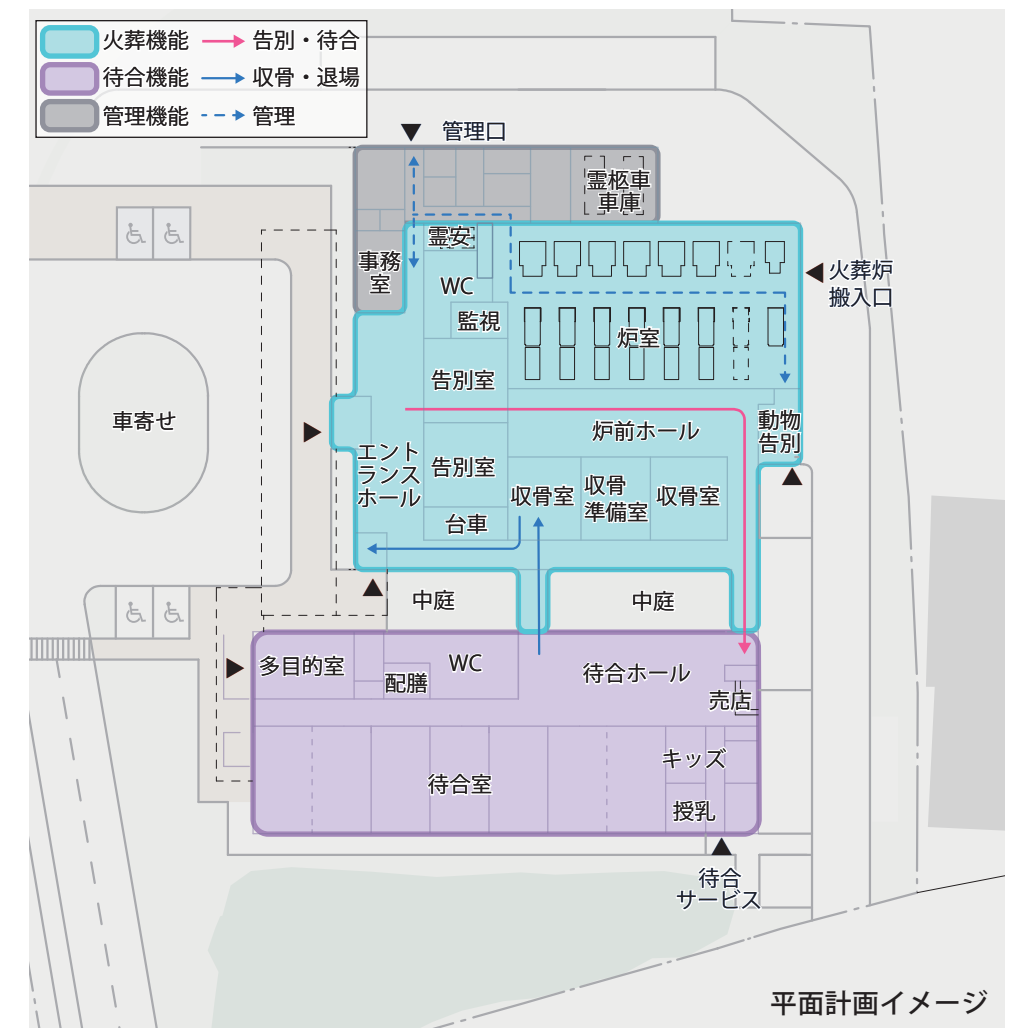 火葬機能 告別・待合
待合機能 収骨・退場
管理機能 管理
管理口
霊柩車
車庫
霊安
事務
室
WC
火葬炉
搬入口
監視
炉室
告別室
車寄せ
炉前ホール
動物
告別
エント
ランス
ホール
告別室
収骨室
収骨
準備室
収骨室
台車
中庭
中庭
多目的室
WC
配膳
待合ホール
売店
キッズ
待合室
授乳
待合
サービス
平面計画イメージ